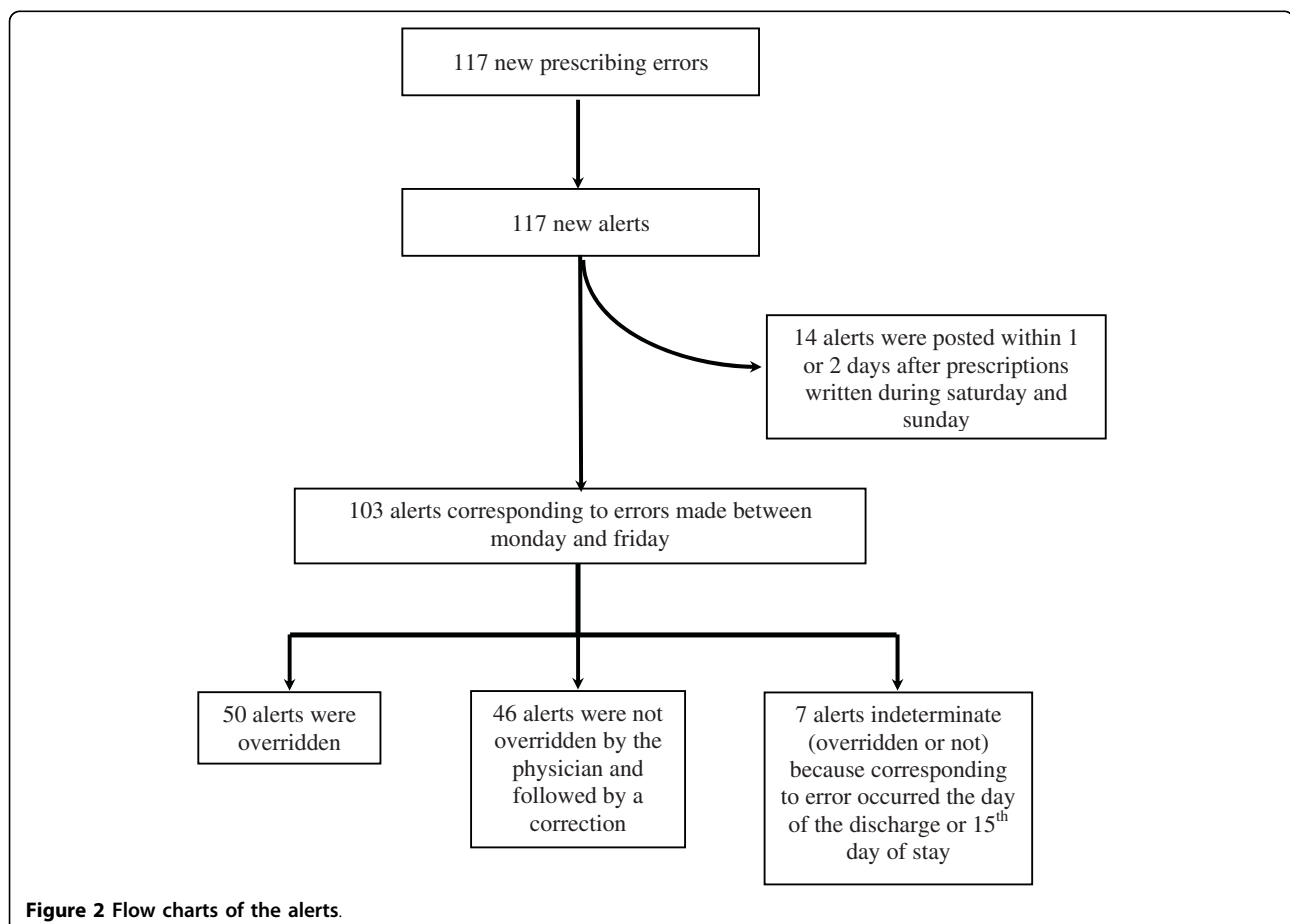 117 new prescribing errors
117 new alerts
14 alerts were posted within 1
or 2 days after prescriptions
written during saturday and
sunday
103 alerts corresponding to errors made between
monday and friday
50 alerts were
overridden
46 alerts were not
overridden by the
physician and
followed by a
correction
7 alerts indeterminate
(overridden or not)
because corresponding
to error occurred the day
of the discharge or 15th
day of stay
Figure 2 Flow charts of the alerts.